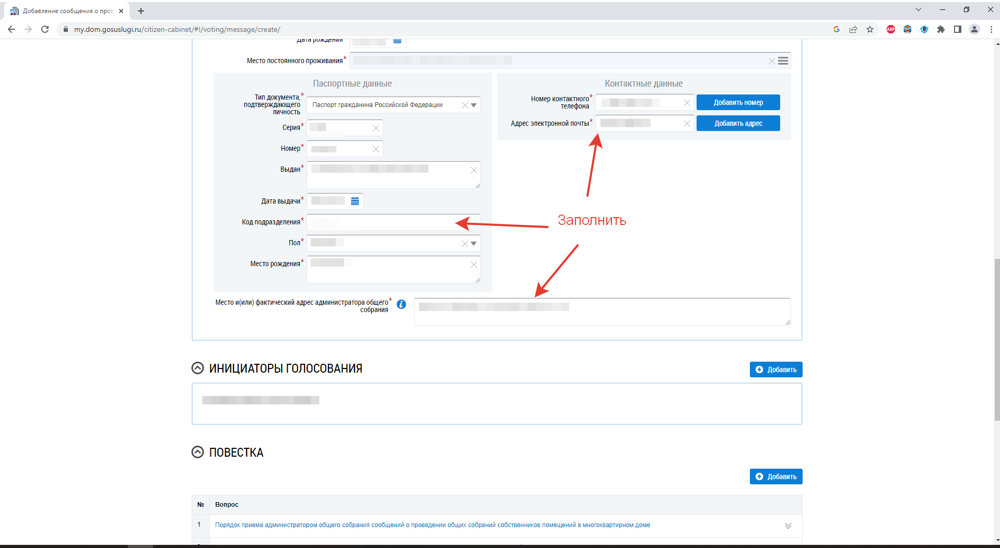 Добавление сообщения о пров
my.dom.gosuslugi.ru/citizen-cabinet/#!/voting/message/create/
G
ABP
Дата рождения
Место постоянного проживания*
Паспортные данные
Контактные данные
Тип документа,*
подтверждающего
личность
Паспорт гражданина Российской Федерации
Номер контактного*
телефона
Добавить номер
Адрес электронной почты*
Добавить адрес
Серия*
Номер*
Выдан*
Дата выдачи*
Код подразделения*
Заполнить
Пол*
Место рождения*
Место и(или) фактический адрес администратора общего*
собрания
ИНИЦИАТОРЫ ГОЛОСОВАНИЯ
Добавить
ПОВЕСТКА
Добавить
№ Вопрос
1 Порядок приема администратором общего собрания сообщений о проведении общих собраний собственников помещений в многоквартирном доме